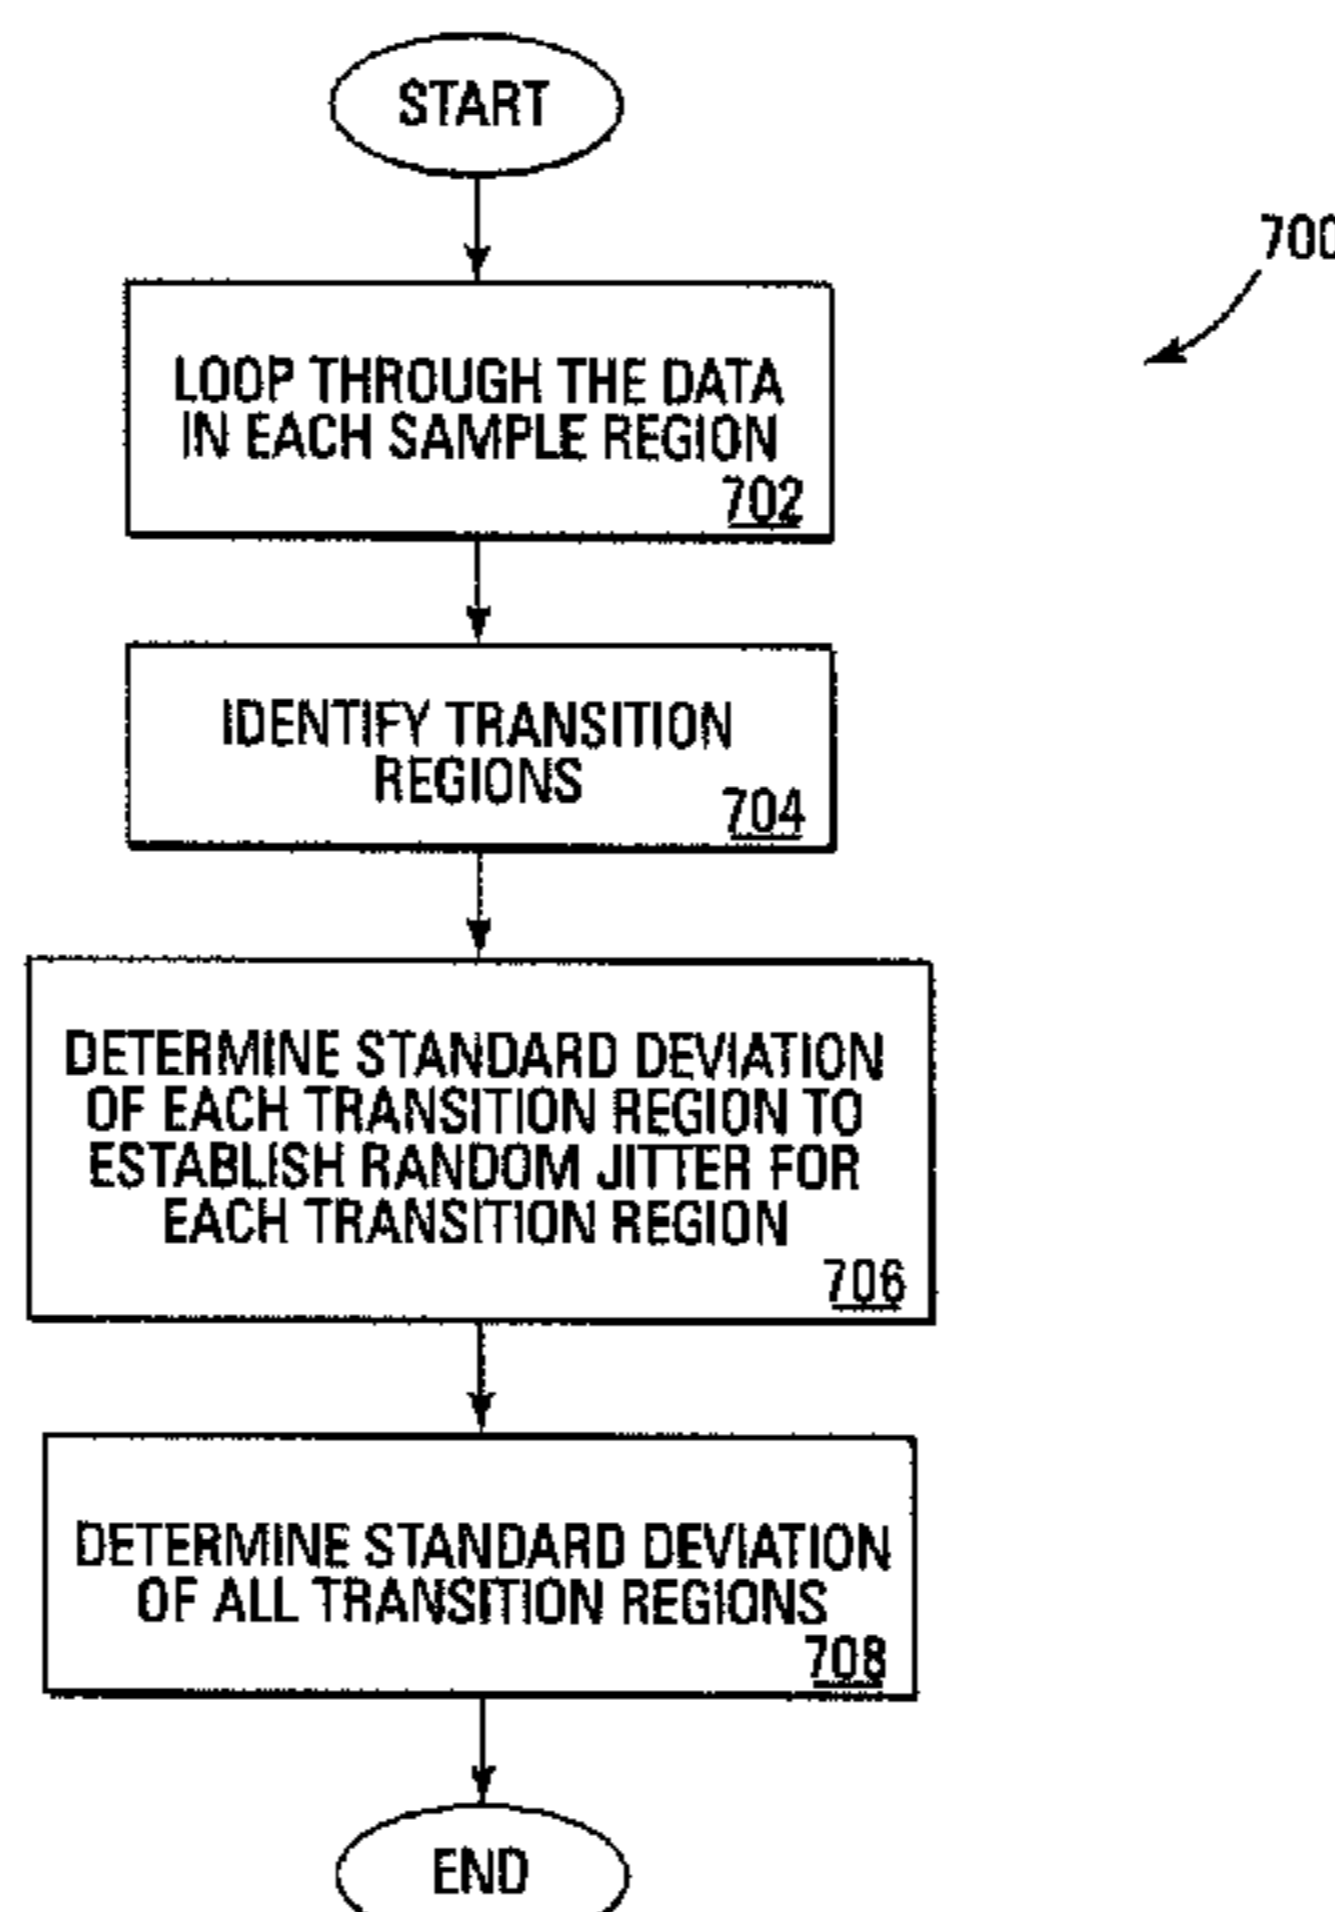 START
700
LOOP THROUGH THE DATA
IN EACH SAMPLE REGION
702
IDENTIFY TRANSITION
REGIONS
704
DETERMINE STANDARD DEVIATION
OF EACH TRANSITION REGION TO
ESTABLISH RANDOM JITTER FOR
EACH TRANSITION REGION
706
DETERMINE STANDARD DEVIATION
OF ALL TRANSITION REGIONS
708
END